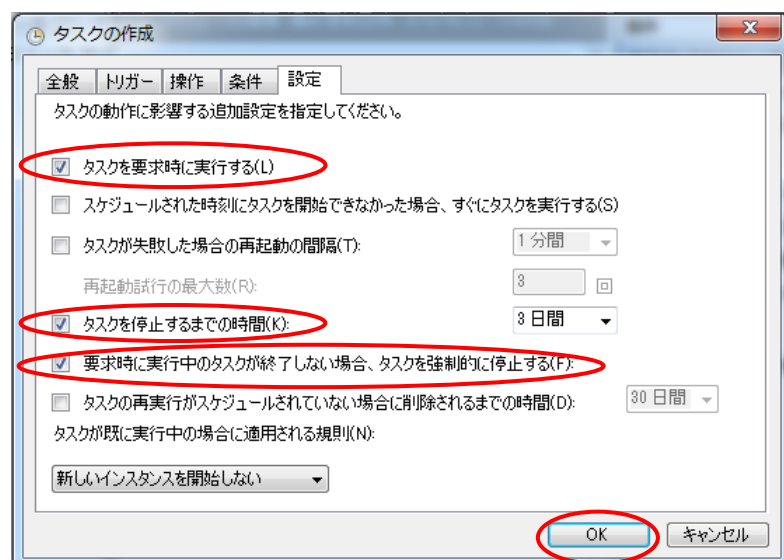 タスクの作成
全般 トリガー 操作 条件 設定
タスクの動作に影響する追加設定を指定してください。
タスクを要求時に実行する(L)
スケジュールされた時刻にタスクを開始できなかった場合、すぐにタスクを実行する(S)
タスクが失敗した場合の再起動の間隔(T): 1 分間
再起動試行の最大数(R): 3 回
タスクを停止するまでの時間(K): 3 日間
要求時に実行中のタスクが終了しない場合、タスクを強制的に停止する(F):
タスクの再実行がスケジュールされていない場合に削除されるまでの時間(D): 30 日間
タスクが既に実行中の場合に適用される規則(N):
新しいインスタンスを開始しない
OK キャンセル